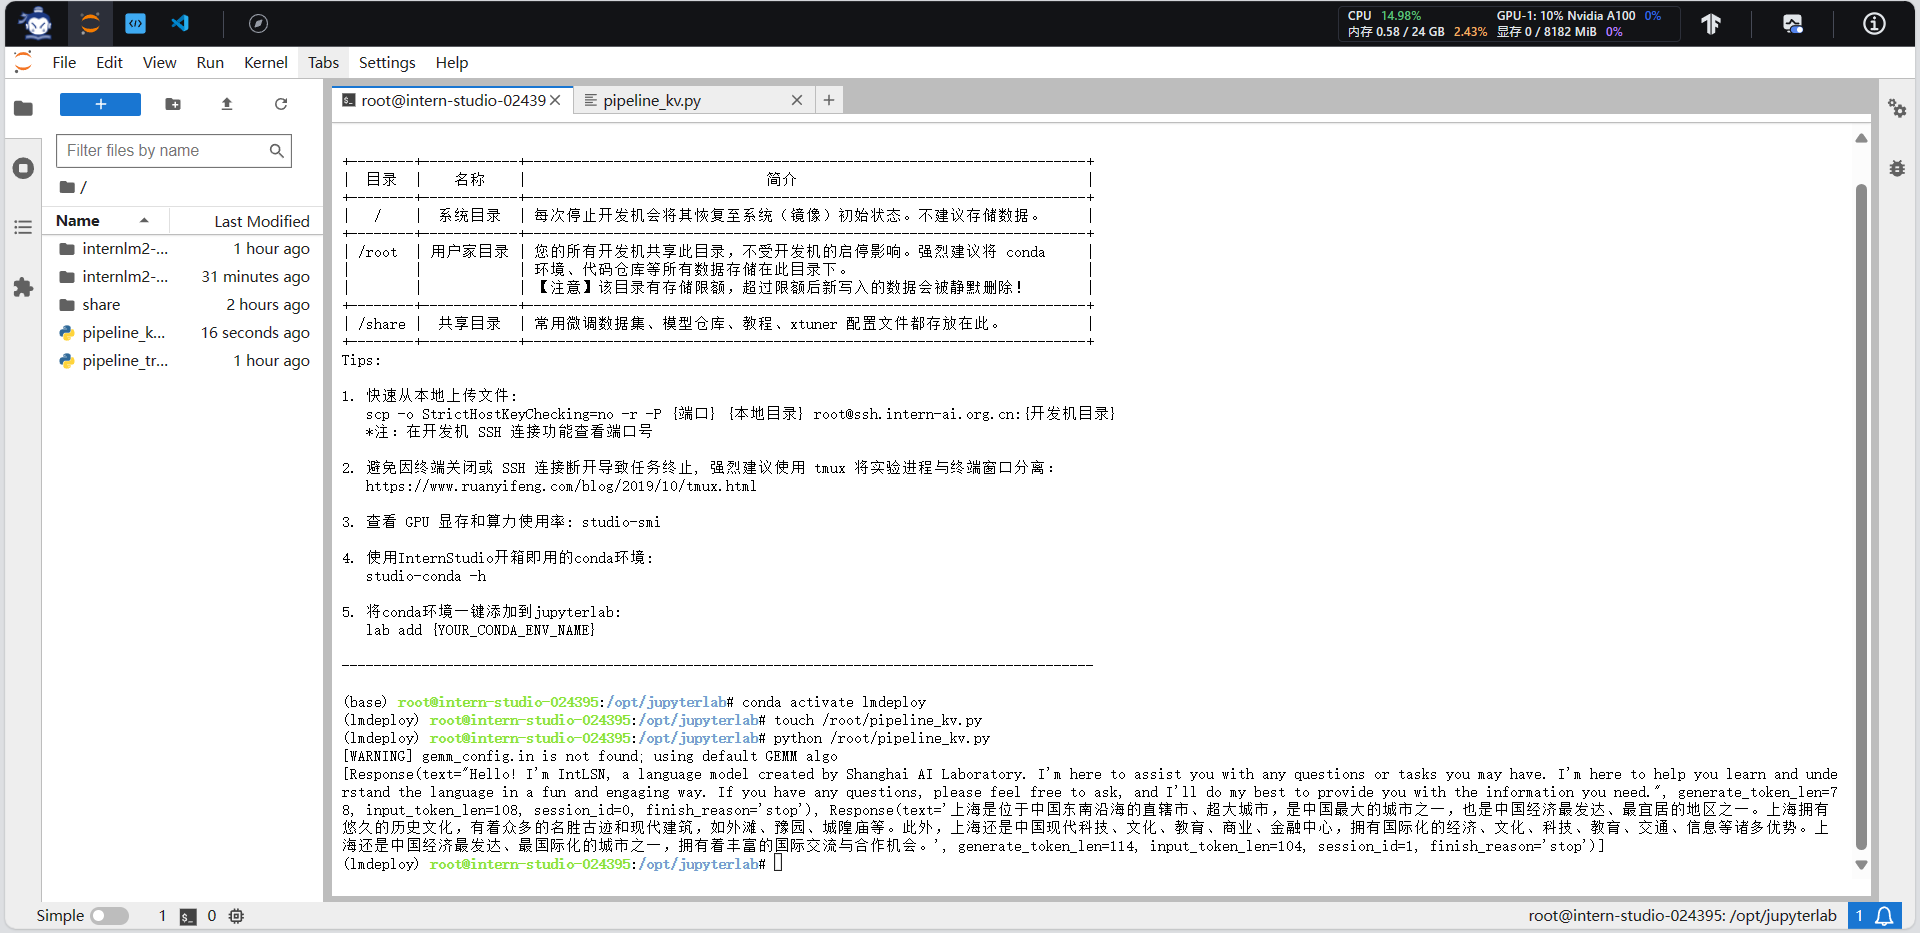 CPU 14.98% GPU-1: 10% Nvidia A100 0%
内存 0.58 / 24 GB 2.43% 显存 0 / 8182 MiB 0%
File Edit View Run Kernel Tabs Settings Help
root@intern-studio-02439
pipeline_kv.py
Filter files by name
/
Name Last Modified
internlm2-... 1 hour ago
internlm2-... 31 minutes ago
share 2 hours ago
pipeline_k... 16 seconds ago
pipeline_tr... 1 hour ago
+--------+------------+----------------------------------------------------------------------+
| 目录 | 名称 | 简介 |
+--------+------------+----------------------------------------------------------------------+
| / | 系统目录 | 每次停止开发机会将其恢复至系统（镜像）初始状态。不建议存储数据。 |
+--------+------------+----------------------------------------------------------------------+
| /root | 用户家目录 | 您的所有开发机共享此目录，不受开发机的启停影响。强烈建议将 conda |
| | | 环境、代码仓库等所有数据存储在此目录下。 |
| | | 【注意】该目录有存储限额，超过限额后新写入的数据会被静默删除！ |
+--------+------------+----------------------------------------------------------------------+
| /share | 共享目录 | 常用微调数据集、模型仓库、教程、xtuner 配置文件都存放在此。 |
+--------+------------+----------------------------------------------------------------------+
Tips:
1. 快速从本地上传文件:
scp -o StrictHostKeyChecking=no -r -P {端口} {本地目录} root@ssh.intern-ai.org.cn:{开发机目录}
*注: 在开发机 SSH 连接功能查看端口号
2. 避免因终端关闭或 SSH 连接断开导致任务终止, 强烈建议使用 tmux 将实验进程与终端窗口分离:
https://www.ruanyifeng.com/blog/2019/10/tmux.html
3. 查看 GPU 显存和算力使用率: studio-smi
4. 使用InternStudio开箱即用的conda环境:
studio-conda -h
5. 将conda环境一键添加到jupyterlab:
lab add {YOUR_CONDA_ENV_NAME}
----------------------------------------------------------------------------------------------
(base) root@intern-studio-024395:/opt/jupyterlab# conda activate lmdeploy
(lmdeploy) root@intern-studio-024395:/opt/jupyterlab# touch /root/pipeline_kv.py
(lmdeploy) root@intern-studio-024395:/opt/jupyterlab# python /root/pipeline_kv.py
[WARNING] gemm_config.in is not found; using default GEMM algo
[Response(text="Hello! I'm IntLSN, a language model created by Shanghai AI Laboratory. I'm here to assist you with any questions or tasks you may have. I'm here to help you learn and unde
rstand the language in a fun and engaging way. If you have any questions, please feel free to ask, and I'll do my best to provide you with the information you need.", generate_token_len=7
8, input_token_len=108, session_id=0, finish_reason='stop'), Response(text='上海是位于中国东南沿海的直辖市、超大城市，是中国最大的城市之一，也是中国经济最发达、最宜居的地区之一。上海拥有
悠久的历史文化，有着众多的名胜古迹和现代建筑，如外滩、豫园、城隍庙等。此外，上海还是中国现代科技、文化、教育、商业、金融中心，拥有国际化的经济、文化、科技、教育、交通、信息等诸多优势。上
海还是中国经济最发达、最国际化的城市之一，拥有着丰富的国际交流与合作机会。', generate_token_len=114, input_token_len=104, session_id=1, finish_reason='stop')]
(lmdeploy) root@intern-studio-024395:/opt/jupyterlab#
Simple 1 0 root@intern-studio-024395: /opt/jupyterlab 1